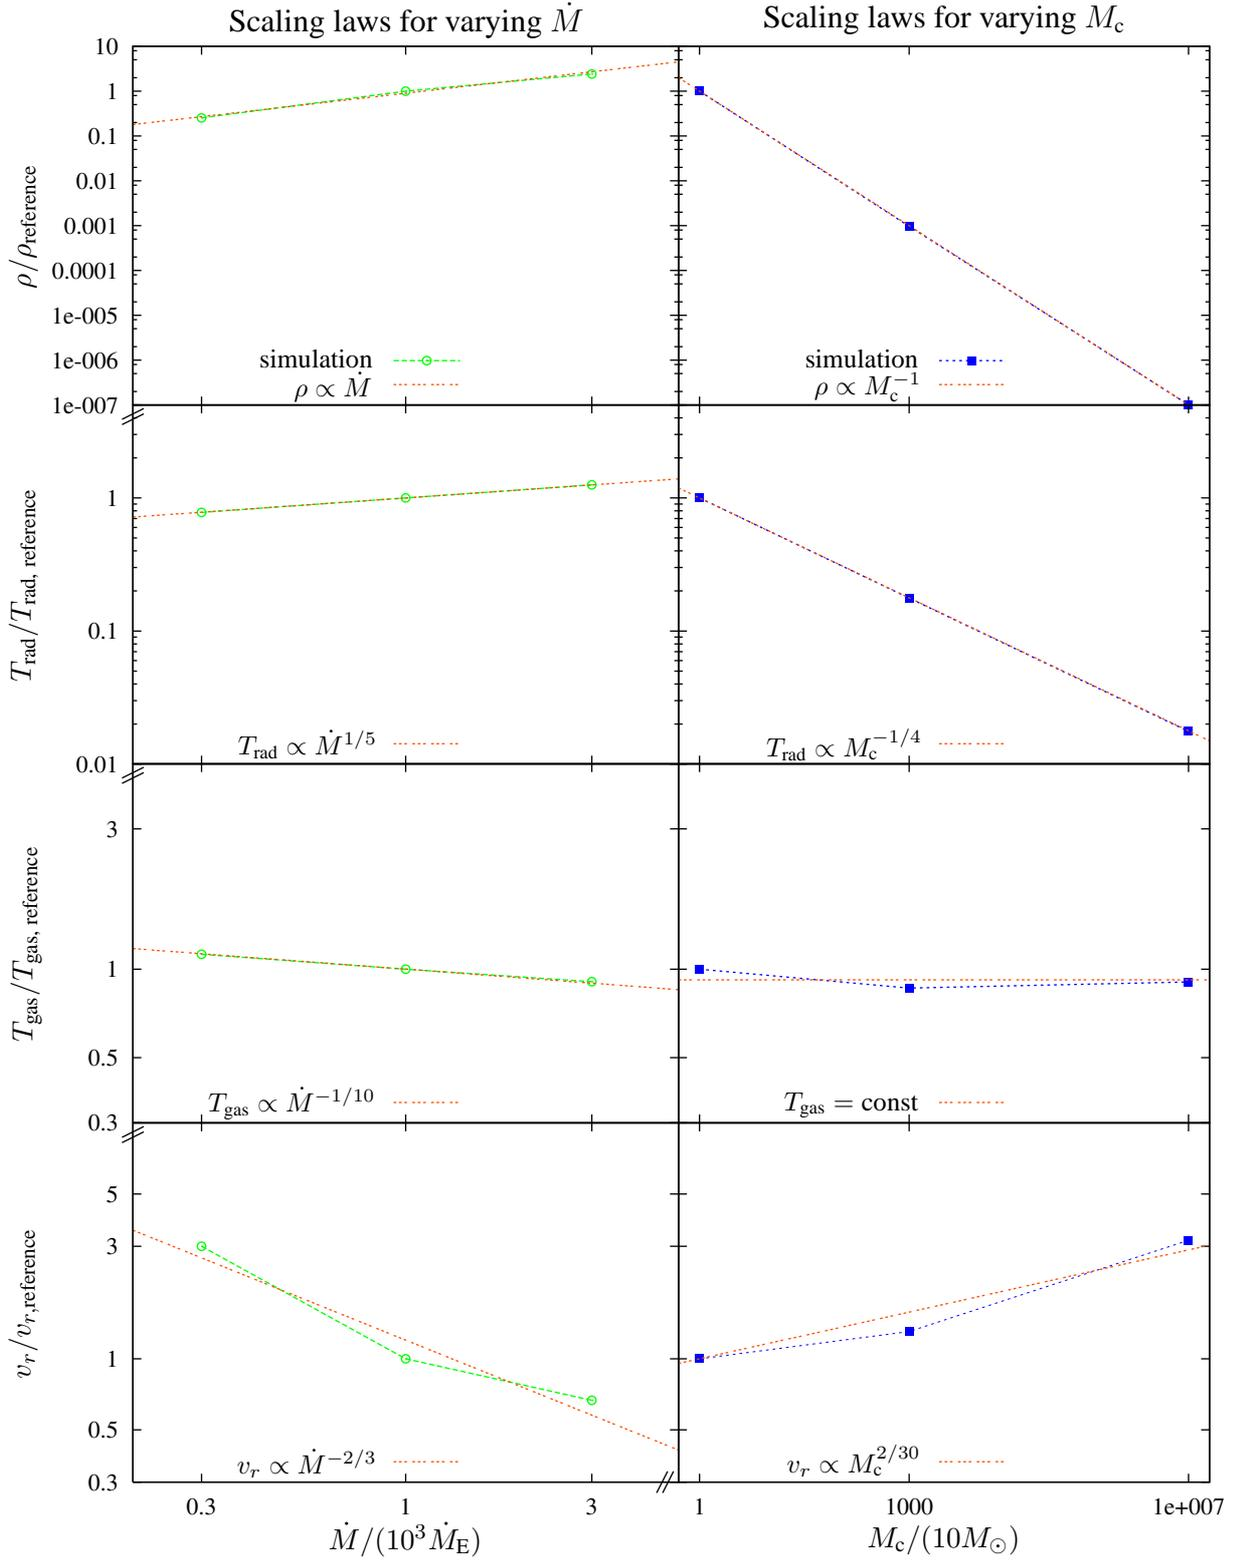 Scaling laws for varying Ṁ
Scaling laws for varying M_c
10
1
0.1
0.01
0.001
0.0001
1e-005
1e-006
1e-007
ρ/ρ_reference
simulation
ρ ∝ Ṁ
simulation
ρ ∝ M_c^{-1}
1
0.1
0.01
T_rad/T_rad, reference
T_rad ∝ Ṁ^{1/5}
T_rad ∝ M_c^{-1/4}
3
1
0.5
0.3
T_gas/T_gas, reference
T_gas ∝ Ṁ^{-1/10}
T_gas = const
5
3
1
0.5
0.3
v_r/v_r,reference
v_r ∝ Ṁ^{-2/3}
v_r ∝ M_c^{2/30}
0.3 1 3
1 1000 1e+007
Ṁ/(10^3 Ṁ_E)
M_c/(10M_⊙)